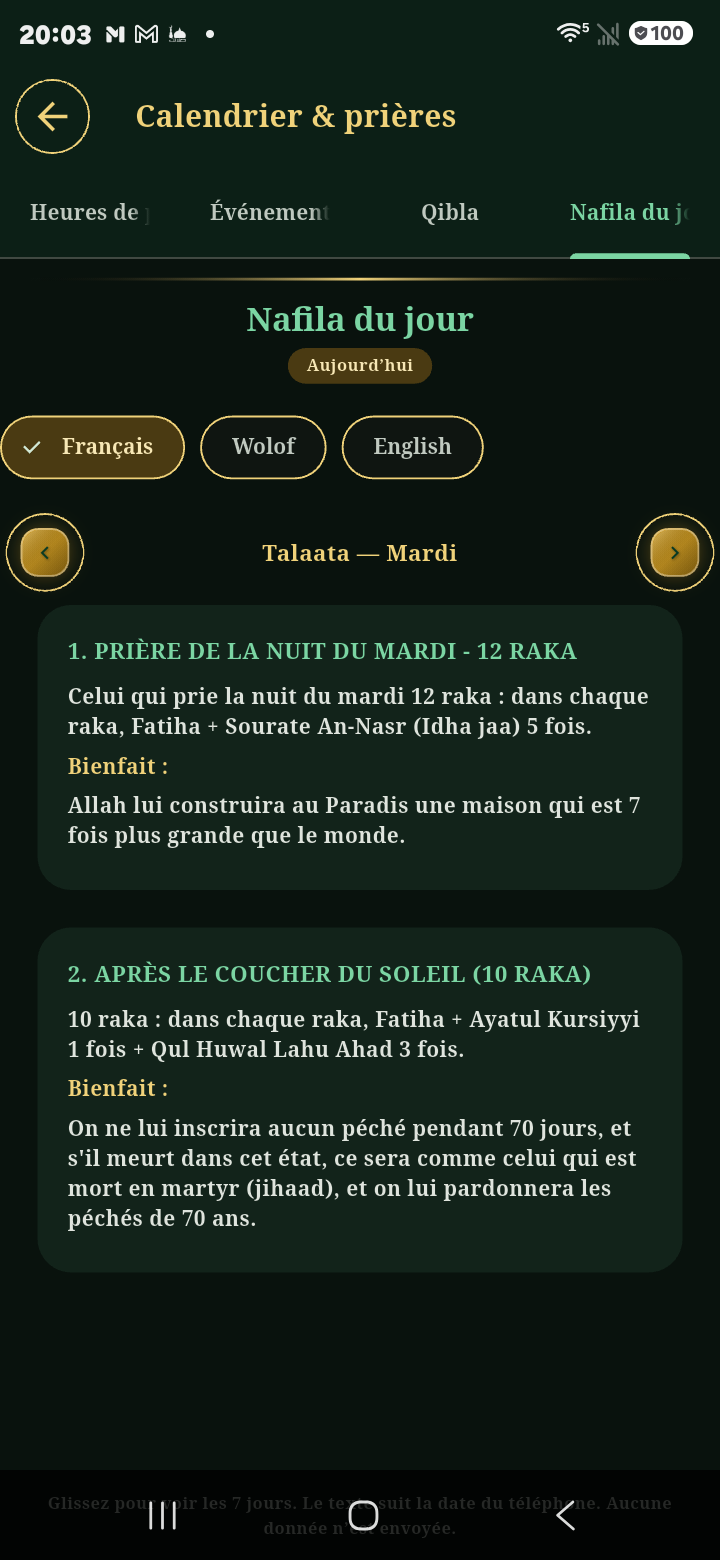 20:03
5
100
Calendrier & prières
Heures de
Événement
Qibla
Nafila du jo
Nafila du jour
Aujourd’hui
Français
Wolof
English
Talaata — Mardi
1. PRIÈRE DE LA NUIT DU MARDI - 12 RAKA
Celui qui prie la nuit du mardi 12 raka : dans chaque
raka, Fatiha + Sourate An-Nasr (Idha jaa) 5 fois.
Bienfait :
Allah lui construira au Paradis une maison qui est 7
fois plus grande que le monde.
2. APRÈS LE COUCHER DU SOLEIL (10 RAKA)
10 raka : dans chaque raka, Fatiha + Ayatul Kursiyyi
1 fois + Qul Huwal Lahu Ahad 3 fois.
Bienfait :
On ne lui inscrira aucun péché pendant 70 jours, et
s'il meurt dans cet état, ce sera comme celui qui est
mort en martyr (jihaad), et on lui pardonnera les
péchés de 70 ans.
Glissez pour voir les 7 jours. Le texte suit la date du téléphone. Aucune
donnée n’est envoyée.